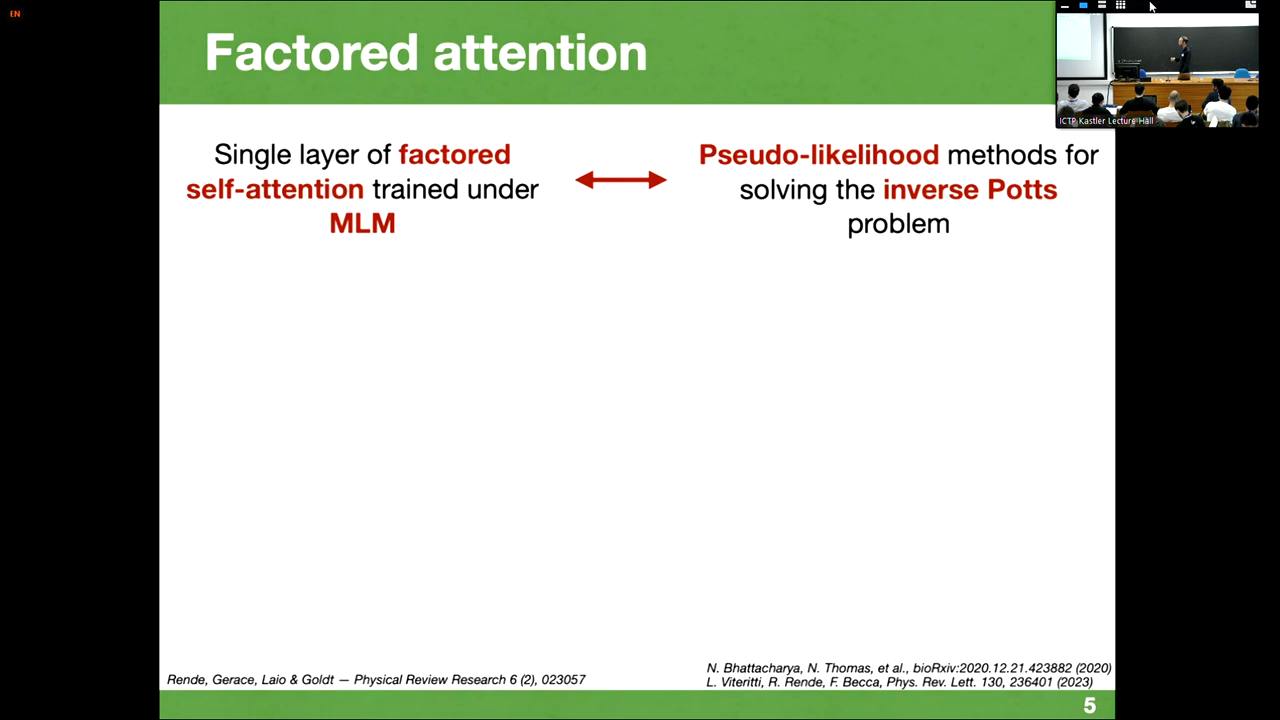 EN
Factored attention
ICTP Kastler Lecture Hall
Single layer of factored
self-attention trained under
MLM
Pseudo-likelihood methods for
solving the inverse Potts
problem
Rende, Gerace, Laio & Goldt — Physical Review Research 6 (2), 023057
N. Bhattacharya, N. Thomas, et al., bioRxiv:2020.12.21.423882 (2020)
L. Viteritti, R. Rende, F. Becca, Phys. Rev. Lett. 130, 236401 (2023)
5